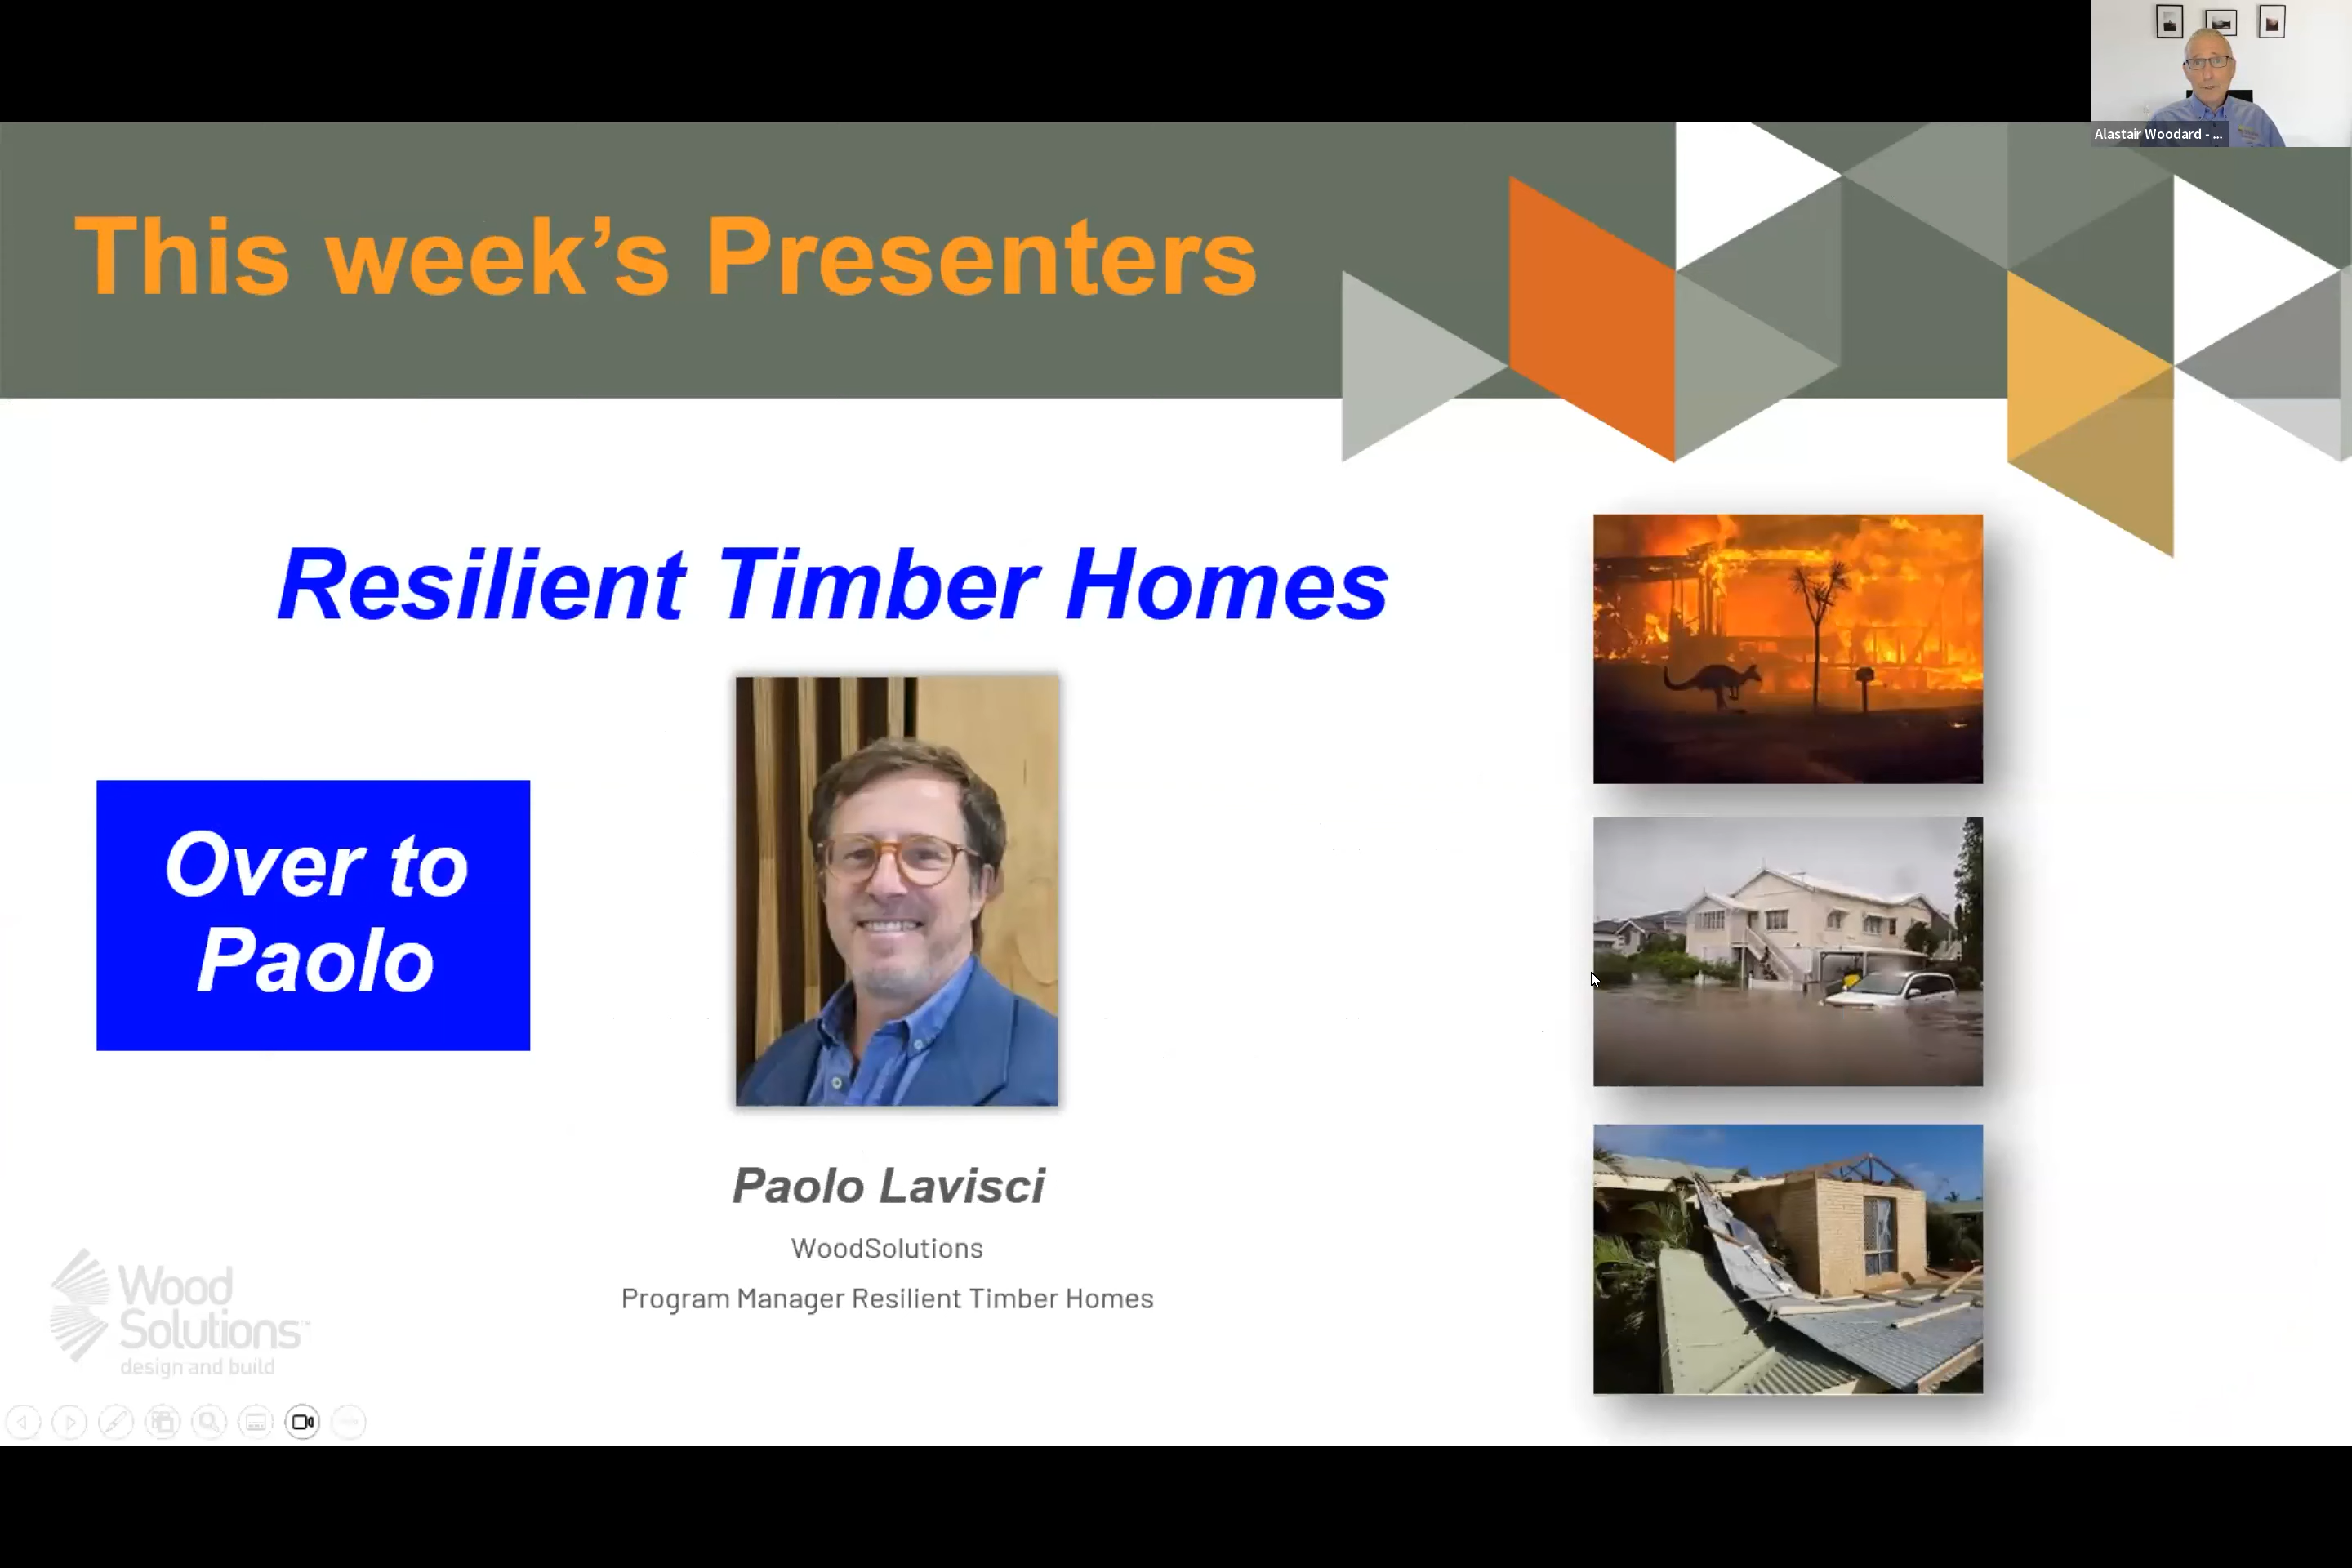 Alastair Woodard - ...
This week’s Presenters
Resilient Timber Homes
Over to
Paolo
Paolo Lavisci
WoodSolutions
Program Manager Resilient Timber Homes
Wood
Solutions™
design and build